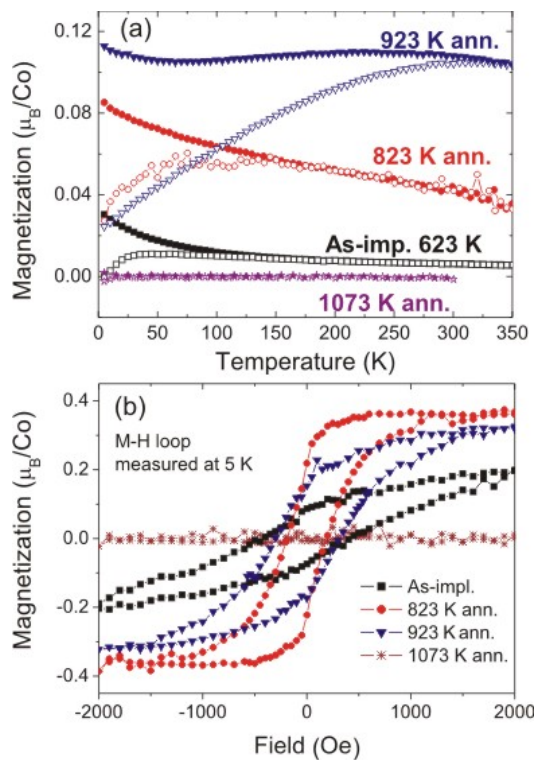 (a)
923 K ann.
823 K ann.
As-imp. 623 K
1073 K ann.
Magnetization (μB/Co)
0.12
0.08
0.04
0.00
0 50 100 150 200 250 300 350
Temperature (K)
(b)
M-H loop
measured at 5 K
As-impl.
823 K ann.
923 K ann.
1073 K ann.
Magnetization (μB/Co)
0.4
0.2
0.0
-0.2
-0.4
-2000 -1000 0 1000 2000
Field (Oe)